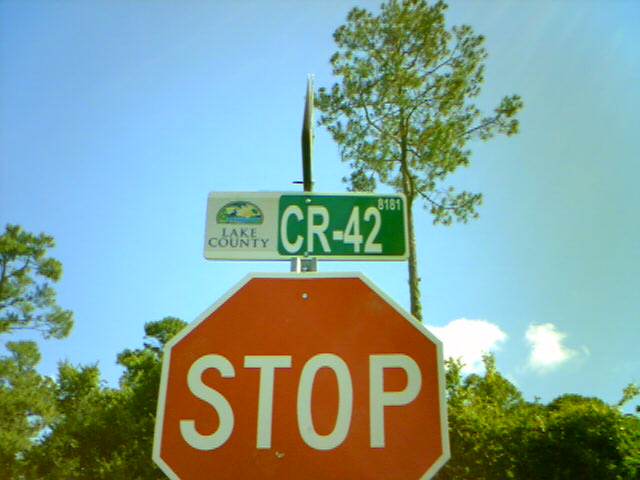 LAKE
COUNTY
CR-42
8181
STOP